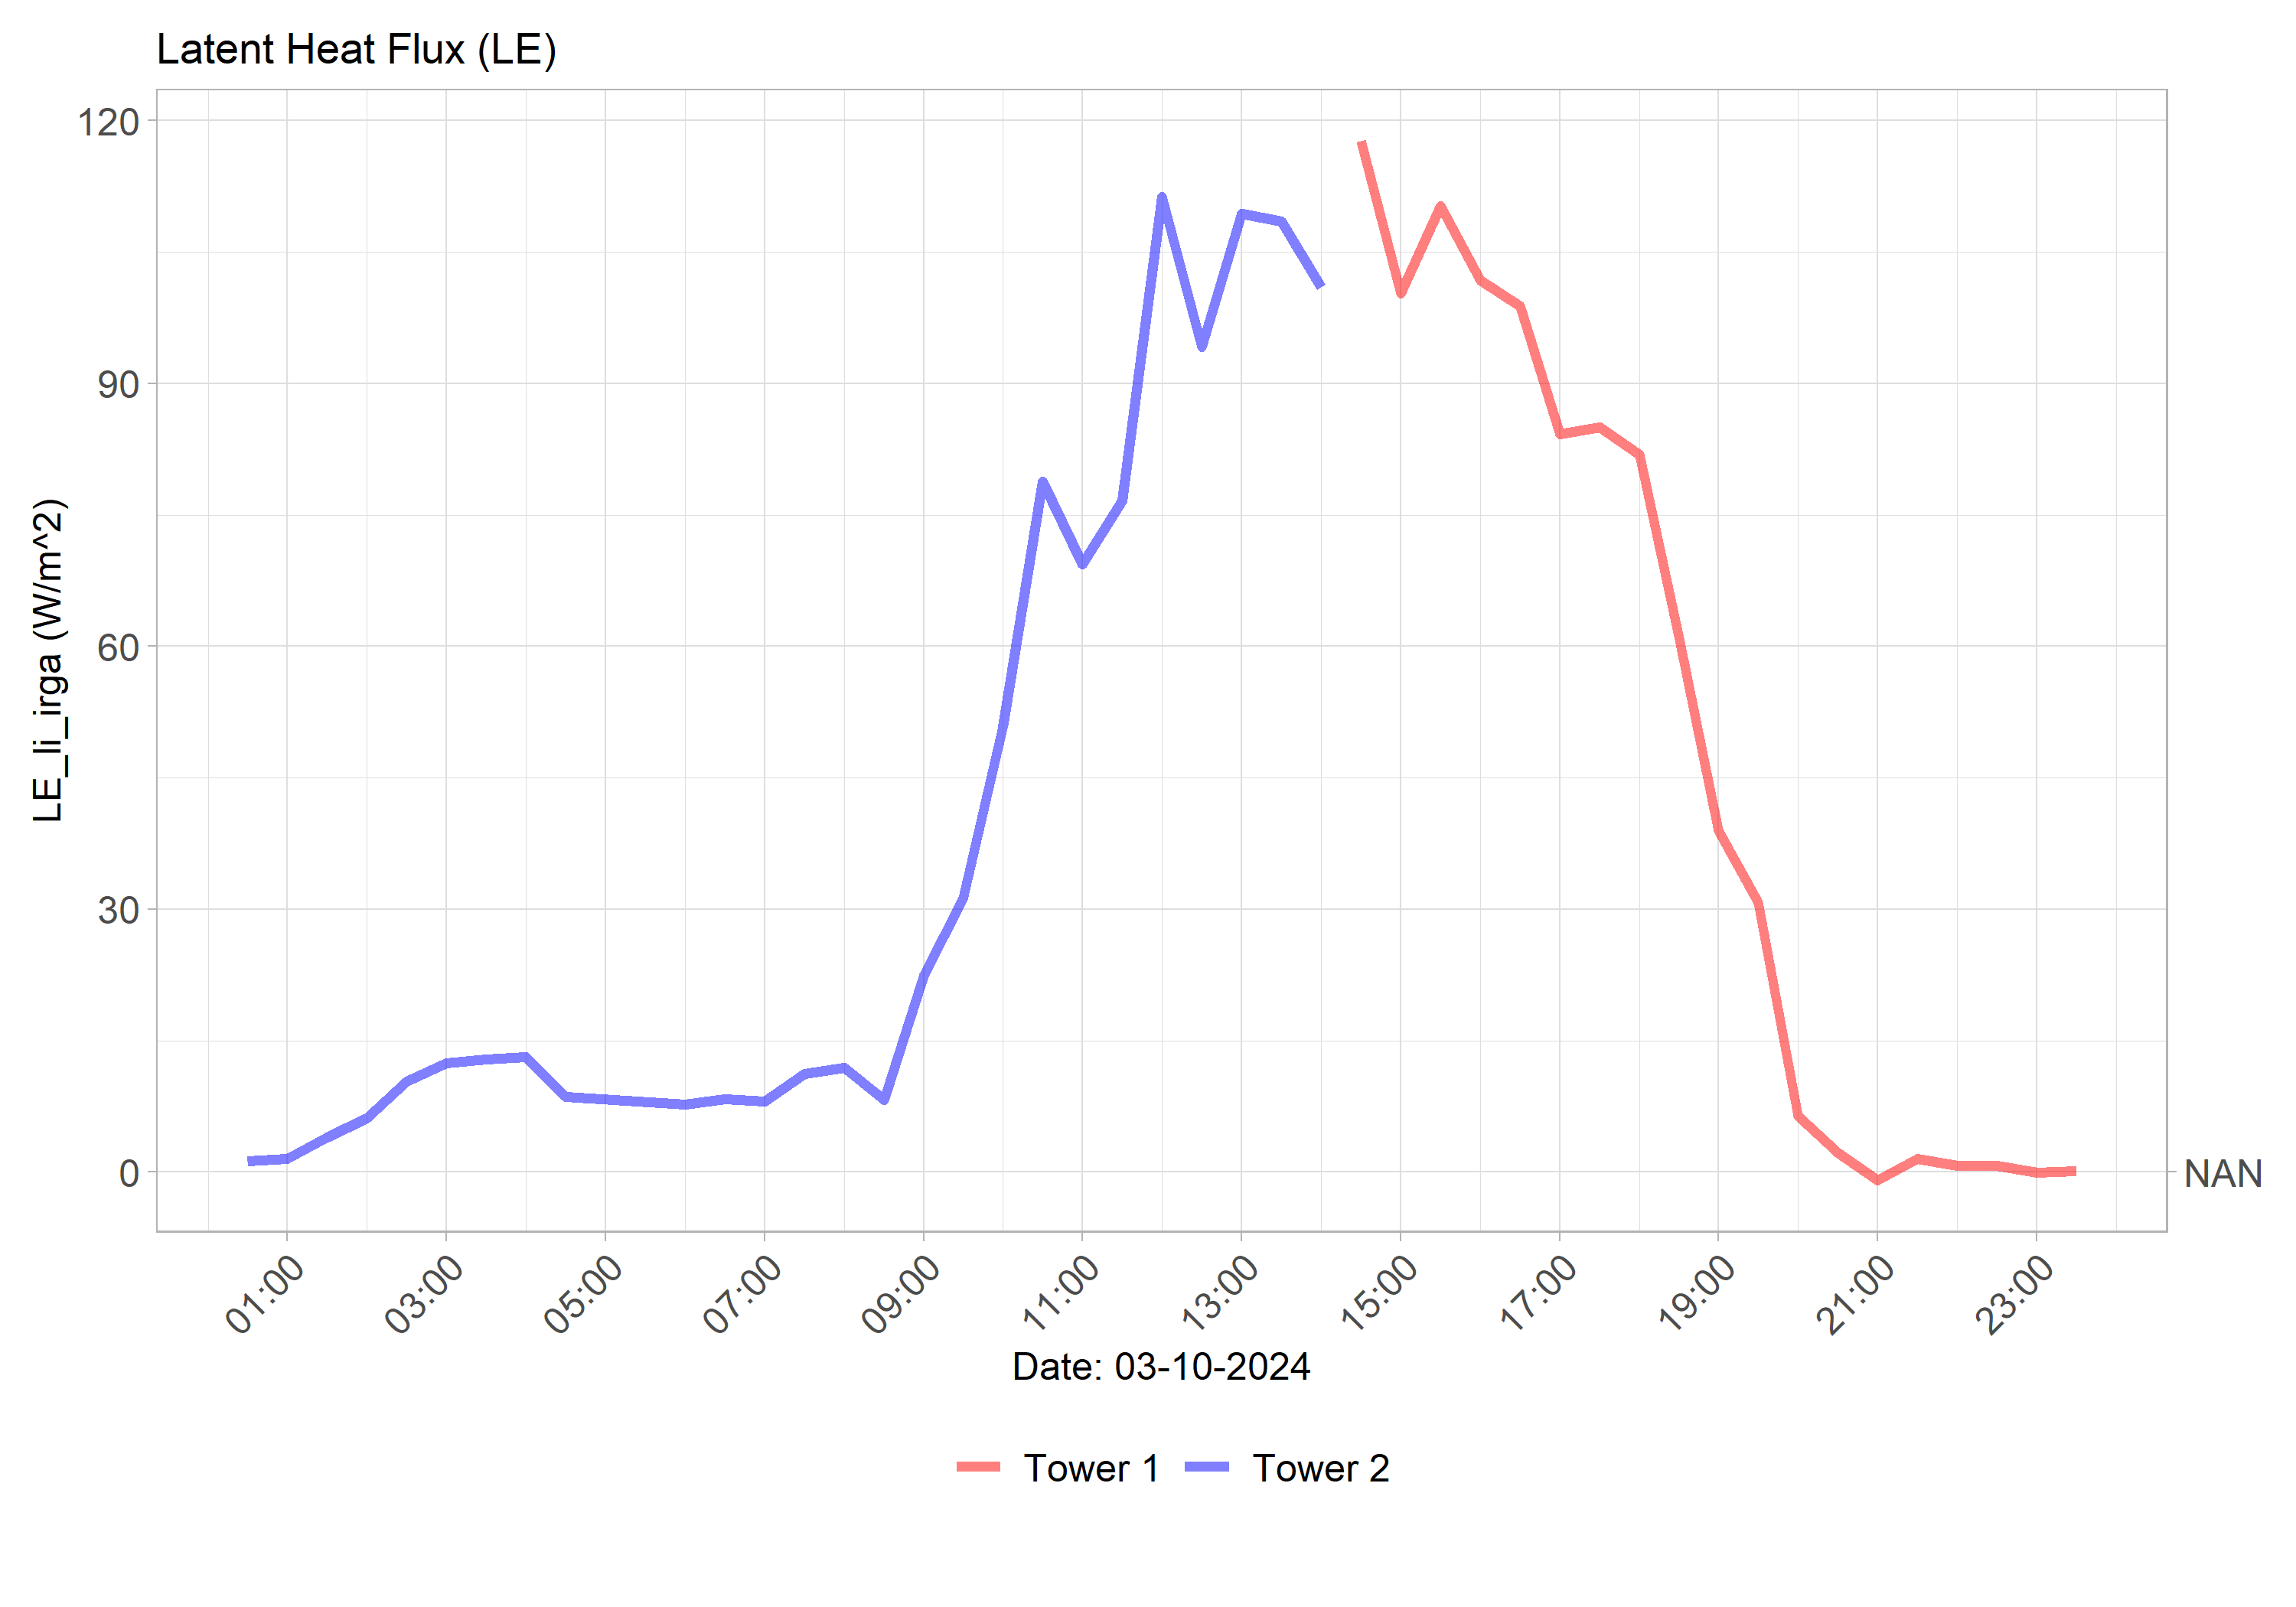 Latent Heat Flux (LE)
120
90
60
30
0
LE_li_irga (W/m^2)
NAN
01:00 03:00 05:00 07:00 09:00 11:00 13:00 15:00 17:00 19:00 21:00 23:00
Date: 03-10-2024
Tower 1 Tower 2